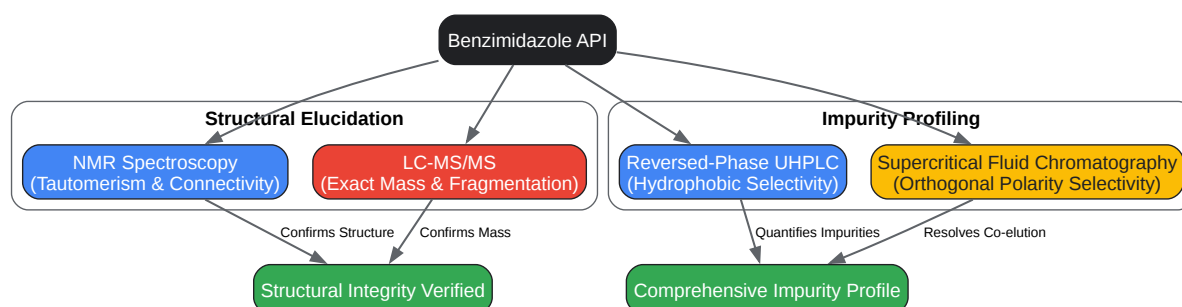 Benzimidazole API
Structural Elucidation
Impurity Profiling
NMR Spectroscopy
(Tautomerism & Connectivity)
LC-MS/MS
(Exact Mass & Fragmentation)
Reversed-Phase UHPLC
(Hydrophobic Selectivity)
Supercritical Fluid Chromatography
(Orthogonal Polarity Selectivity)
Confirms Structure
Confirms Mass
Quantifies Impurities
Resolves Co-elution
Structural Integrity Verified
Comprehensive Impurity Profile